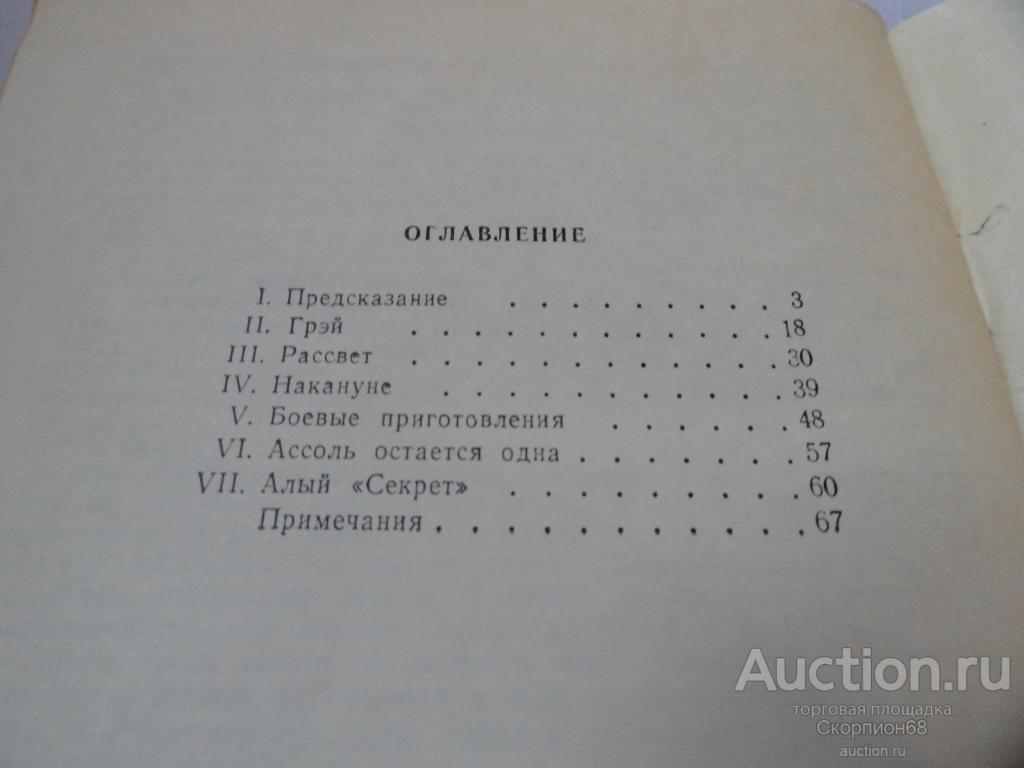 ОГЛАВЛЕНИЕ
I. Предсказание . . . . . . . . . . 3
II. Грэй . . . . . . . . . . . . 18
III. Рассвет . . . . . . . . . . . . 30
IV. Накануне . . . . . . . . . . . 39
V. Боевые приготовления . . . . . . 48
VI. Ассоль остается одна . . . . . . . 57
VII. Алый «Секрет» . . . . . . . . . . 60
Примечания . . . . . . . . . . . 67
Auction.ru
торговая площадка
Скорпион68
auction.ru